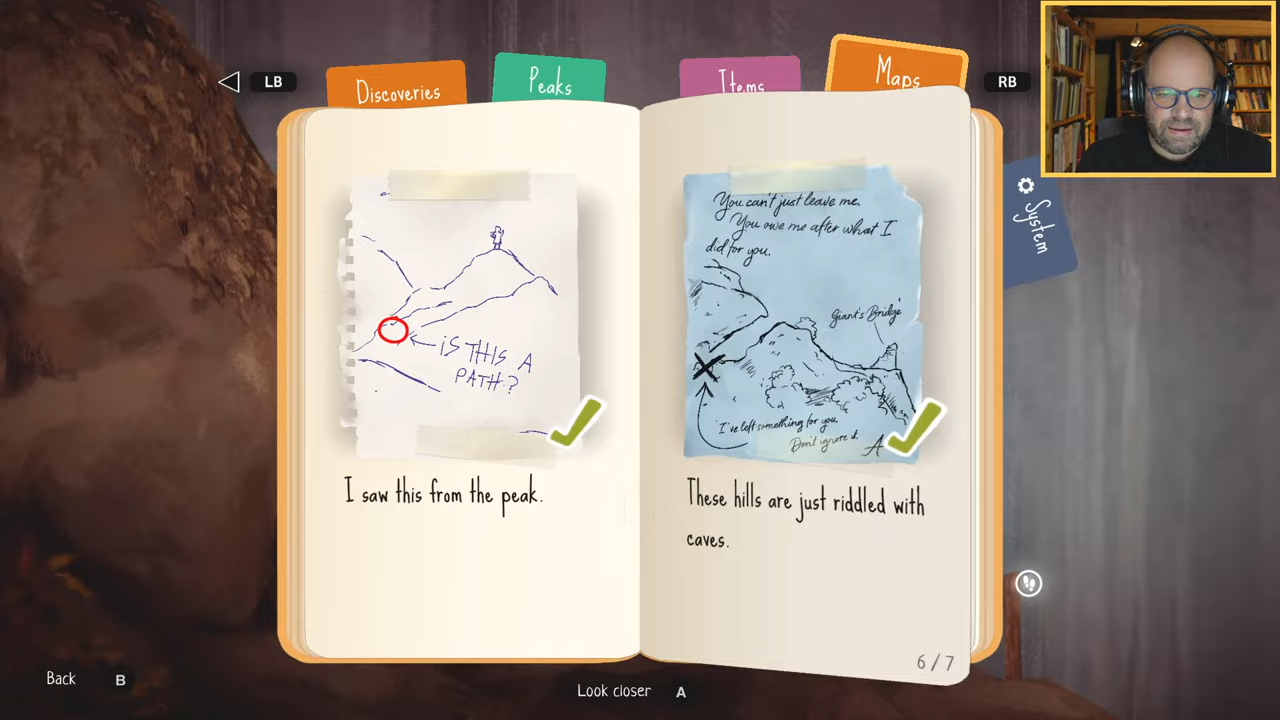 LB
Discoveries
Peaks
Items
Maps
RB
System
IS THIS A
PATH?
I saw this from the peak.
You can't just leave me.
You owe me after what I
did for you.
Giant's Bridge
I've left something for you
Don't ignore it.
A
These hills are just riddled with
caves.
6/7
Back B
Look closer A